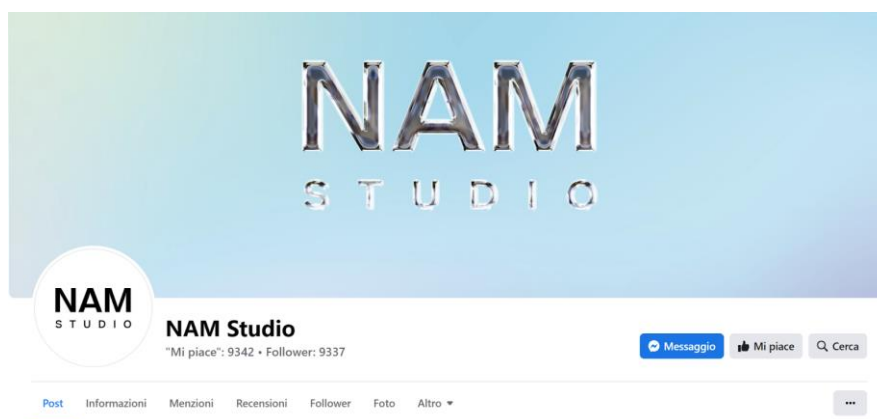 NAM
STUDIO
NAM
STUDIO
NAM Studio
"Mi piace": 9342 • Follower: 9337
Messaggio
Mi piace
Cerca
Post Informazioni Menzioni Recensioni Follower Foto Altro